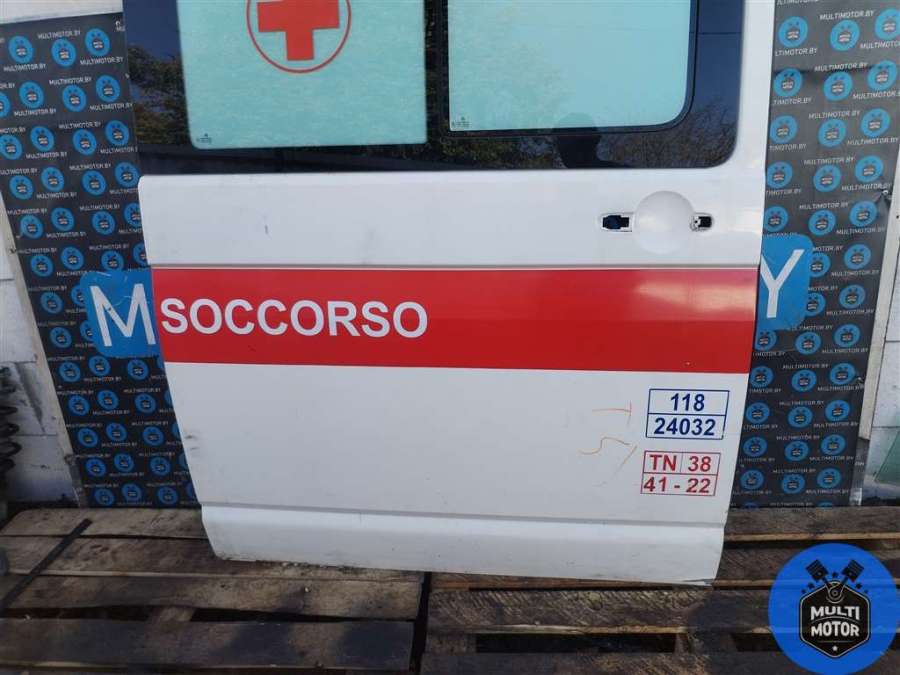 MULTIMOTOR.BY
M
Y
SOCCORSO
118
24032
TN 38
41 - 22
MULTI
MOTOR